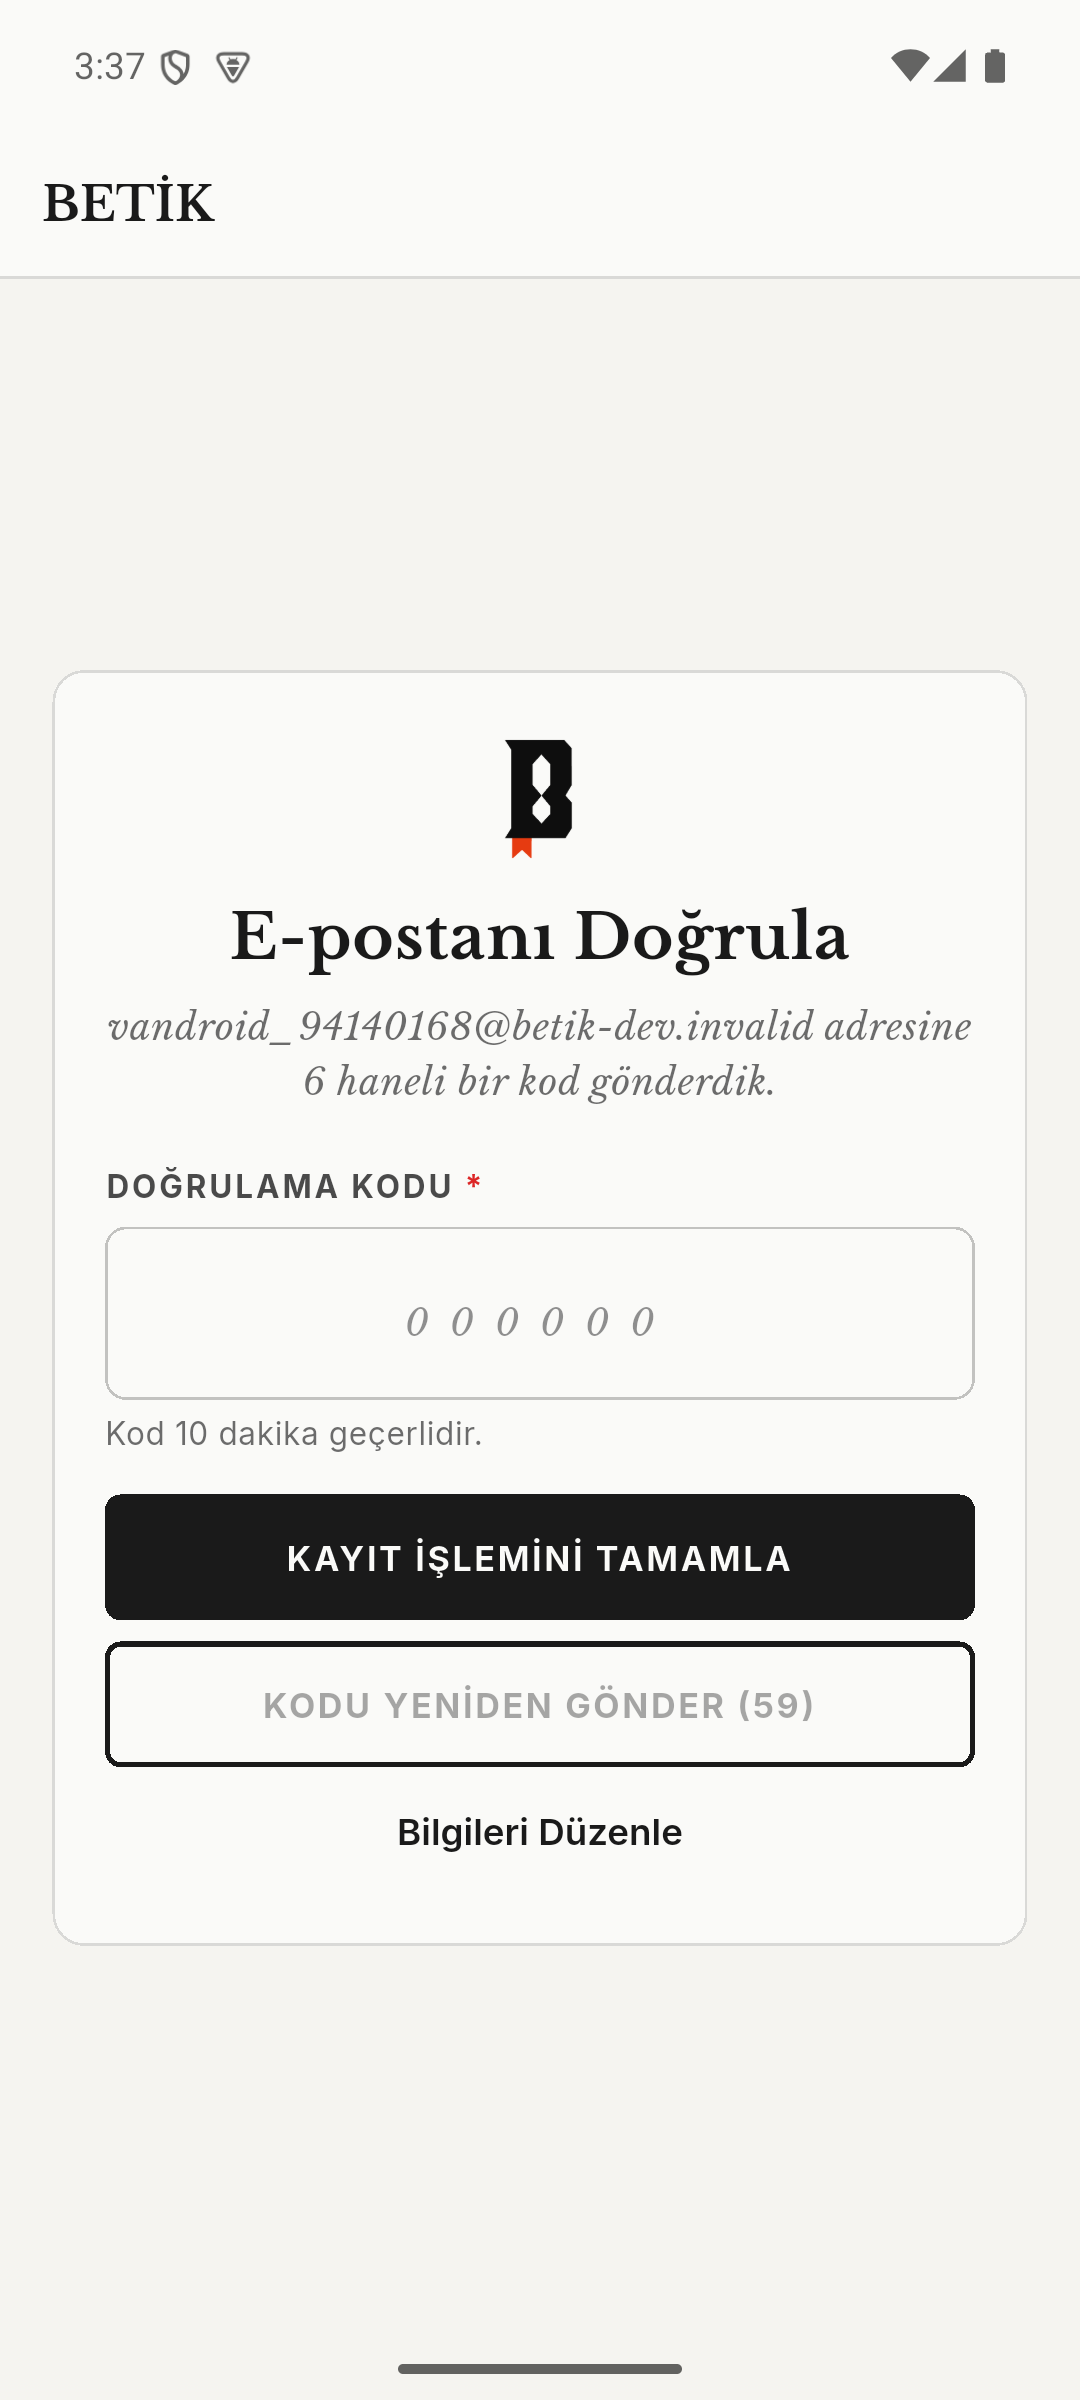 3:37
BETİK
E-postanı Doğrula
vandroid_94140168@betik-dev.invalid adresine
6 haneli bir kod gönderdik.
DOĞRULAMA KODU *
0 0 0 0 0 0
Kod 10 dakika geçerlidir.
KAYIT İŞLEMİNİ TAMAMLA
KODU YENİDEN GÖNDER (59)
Bilgileri Düzenle